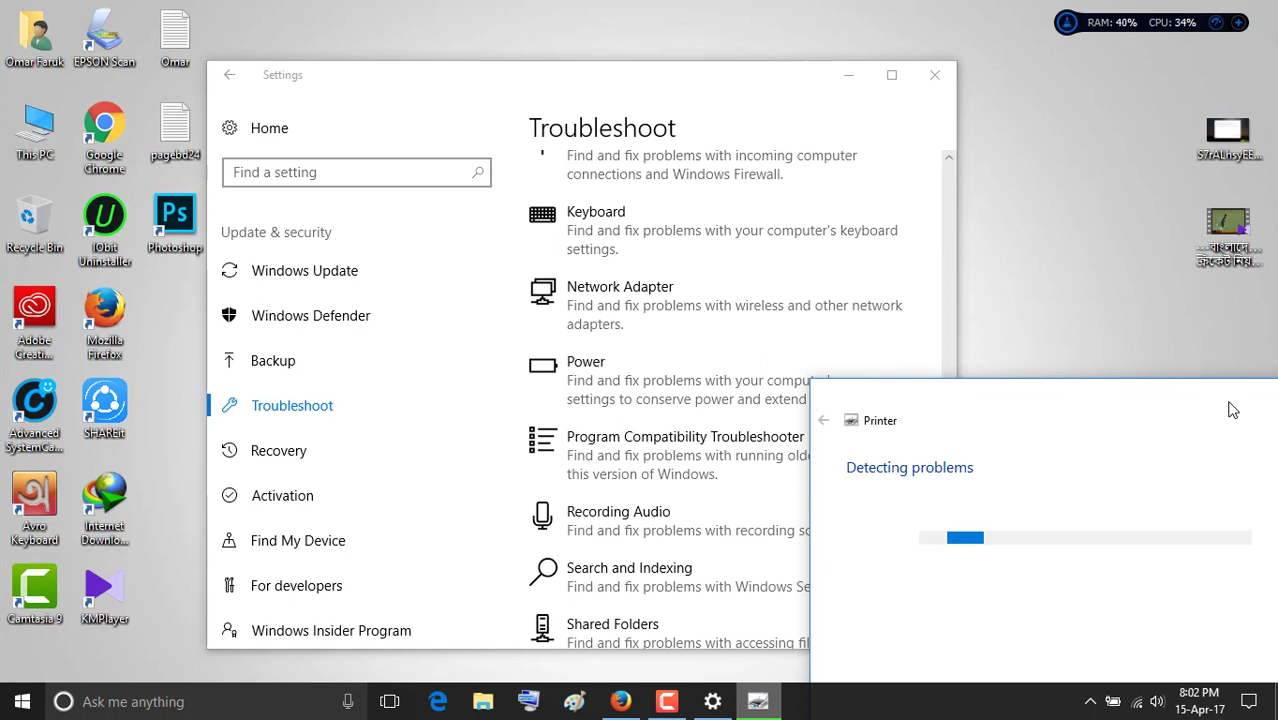 RAM: 40% CPU: 34%
Omar Faruk
EPSON Scan
Omar
This PC
Google
Chrome
pagebd24
Recycle Bin
IObit
Uninstaller
Ps
Photoshop
Adobe
Creati...
Mozilla
Firefox
Advanced
SystemCa...
SHAREit
Avro
Keyboard
Internet
Downlo...
Camtasia 9
KMPlayer
Settings
Home
Find a setting
Update & security
Windows Update
Windows Defender
Backup
Troubleshoot
Recovery
Activation
Find My Device
For developers
Windows Insider Program
Troubleshoot
Find and fix problems with incoming computer
connections and Windows Firewall.
Keyboard
Find and fix problems with your computer's keyboard
settings.
Network Adapter
Find and fix problems with wireless and other network
adapters.
Power
Find and fix problems with your
settings to conserve power and extend
Program Compatibility Troubleshooter
Find and fix problems with running
this version of Windows.
Recording Audio
Find and fix problems with recording
Search and Indexing
Find and fix problems with Windows
Shared Folders
Find and fix problems with accessing
Printer
Detecting problems
Ask me anything
8:02 PM
15-Apr-17